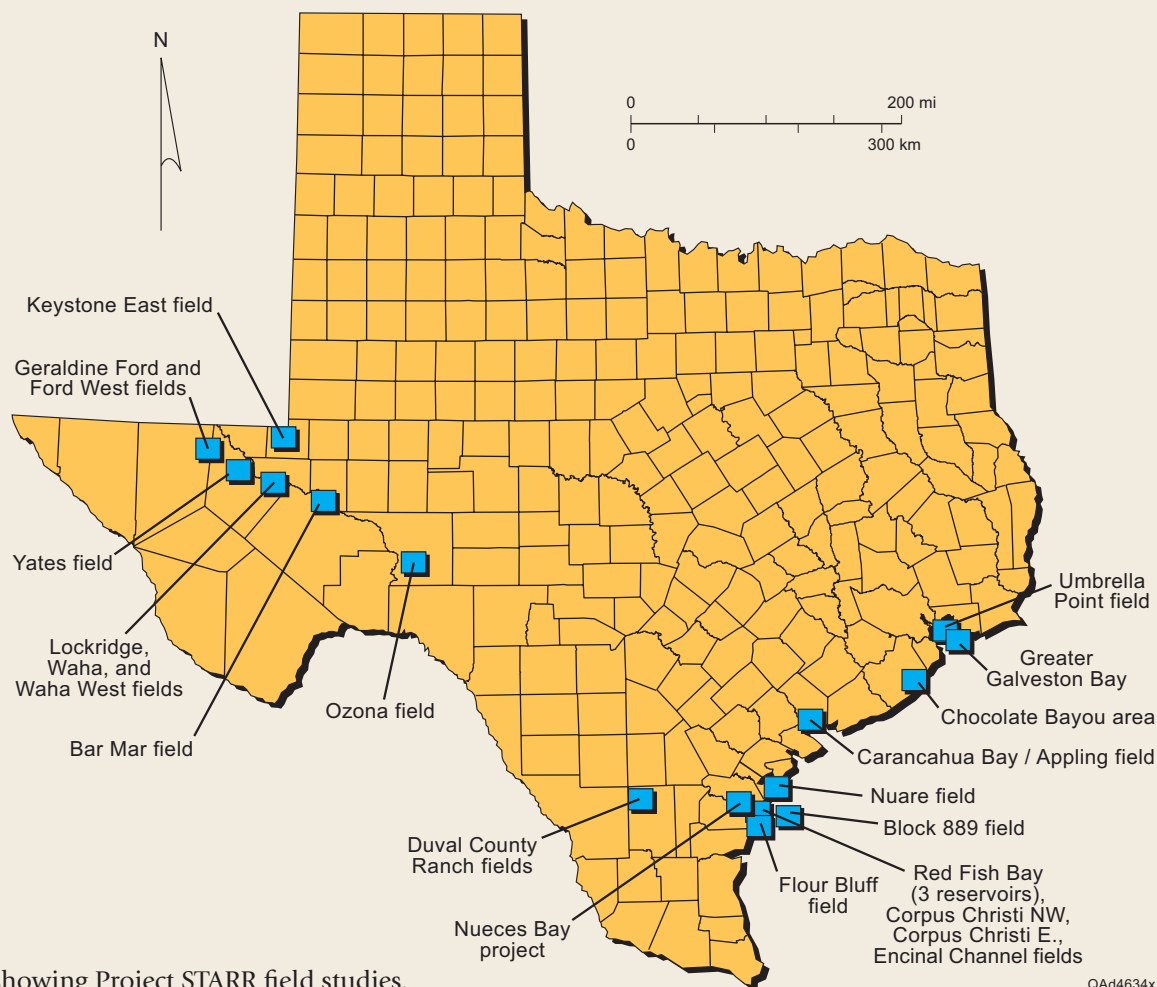 N
0
200 mi
0
300 km
Keystone East field
Geraldine Ford and
Ford West fields
Yates field
Lockridge,
Waha, and
Waha West fields
Bar Mar field
Ozona field
Umbrella
Point field
Greater
Galveston Bay
Chocolate Bayou area
Carancahua Bay / Appling field
Nuare field
Block 889 field
Duval County
Ranch fields
Flour Bluff
field
Red Fish Bay
(3 reservoirs),
Corpus Christi NW,
Corpus Christi E.,
Encinal Channel fields
Nueces Bay
project
showing Project STARR field studies.
QAd4634x